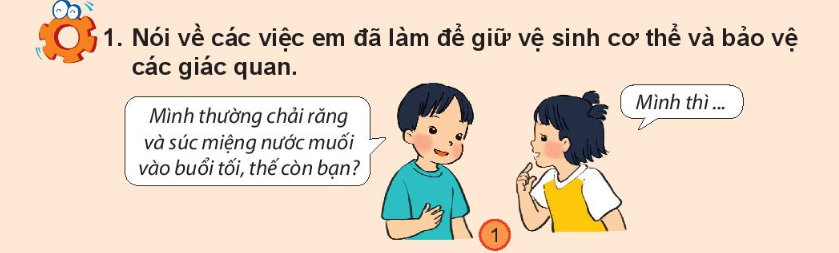 1. Nói về các việc em đã làm để giữ vệ sinh cơ thể và bảo vệ
các giác quan.
Mình thường chải răng
và súc miệng nước muối
vào buổi tối, thế còn bạn?
Mình thì ...
1